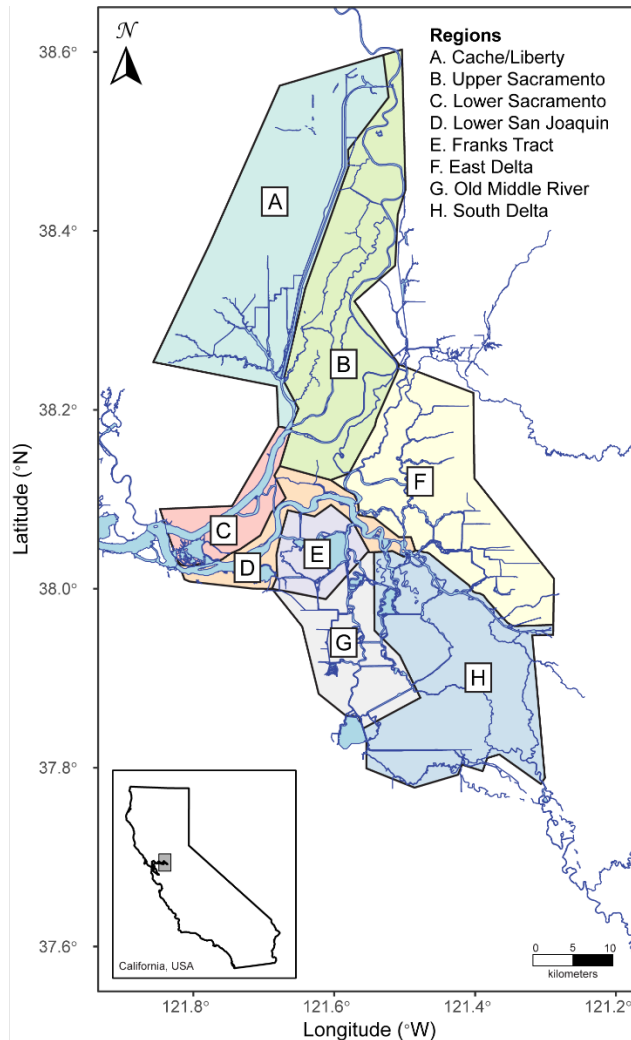 N
Regions
A. Cache/Liberty
B. Upper Sacramento
C. Lower Sacramento
D. Lower San Joaquin
E. Franks Tract
F. East Delta
G. Old Middle River
H. South Delta
38.6°
38.4°
38.2°
38.0°
37.8°
37.6°
Latitude (°N)
A
B
F
C
E
D
G
H
California, USA
0 5 10
kilometers
121.8° 121.6° 121.4° 121.2°
Longitude (°W)